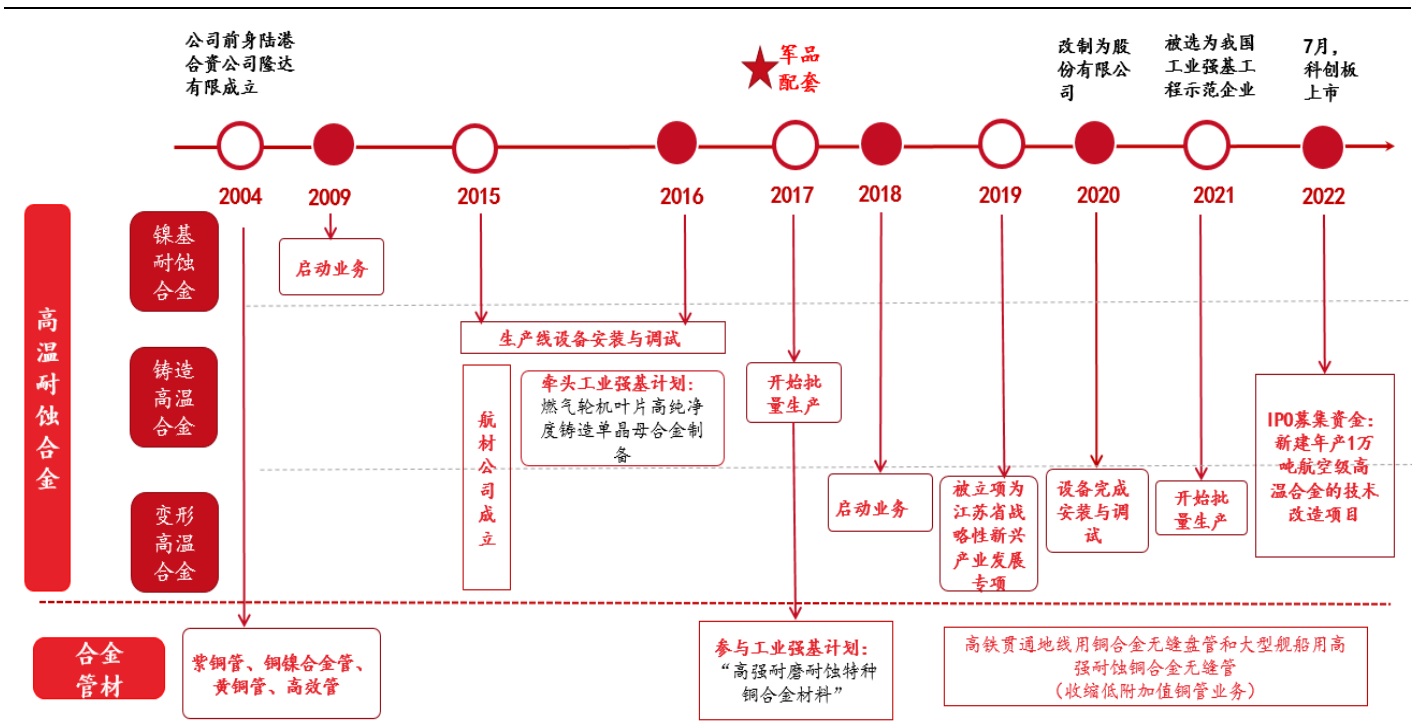 公司前身陆港
合资公司隆达
有限成立
军品
配套
改制为股
份有限公
司
被选为我国
工业强基工
程示范企业
7月，
科创板
上市
2004
2009
2015
2016
2017
2018
2019
2020
2021
2022
高温耐蚀合金
镍基
耐蚀
合金
启动业务
生产线设备安装与调试
铸造
高温
合金
航材公司成立
牵头工业强基计划：
燃气轮机叶片高纯净
度铸造单晶母合金制
备
开始批
量生产
IPO募集资金：
新建年产1万
吨航空级高
温合金的技术
改造项目
变形
高温
合金
启动业务
被立项为
江苏省战
略性新兴
产业发展
专项
设备完成
安装与调
试
开始批
量生产
合金
管材
紫铜管、铜镍合金管、
黄铜管、高效管
参与工业强基计划：
“高强耐磨耐蚀特种
铜合金材料”
高铁贯通地线用铜合金无缝盘管和大型舰船用高
强耐蚀铜合金无缝管
（收缩低附加值铜管业务）